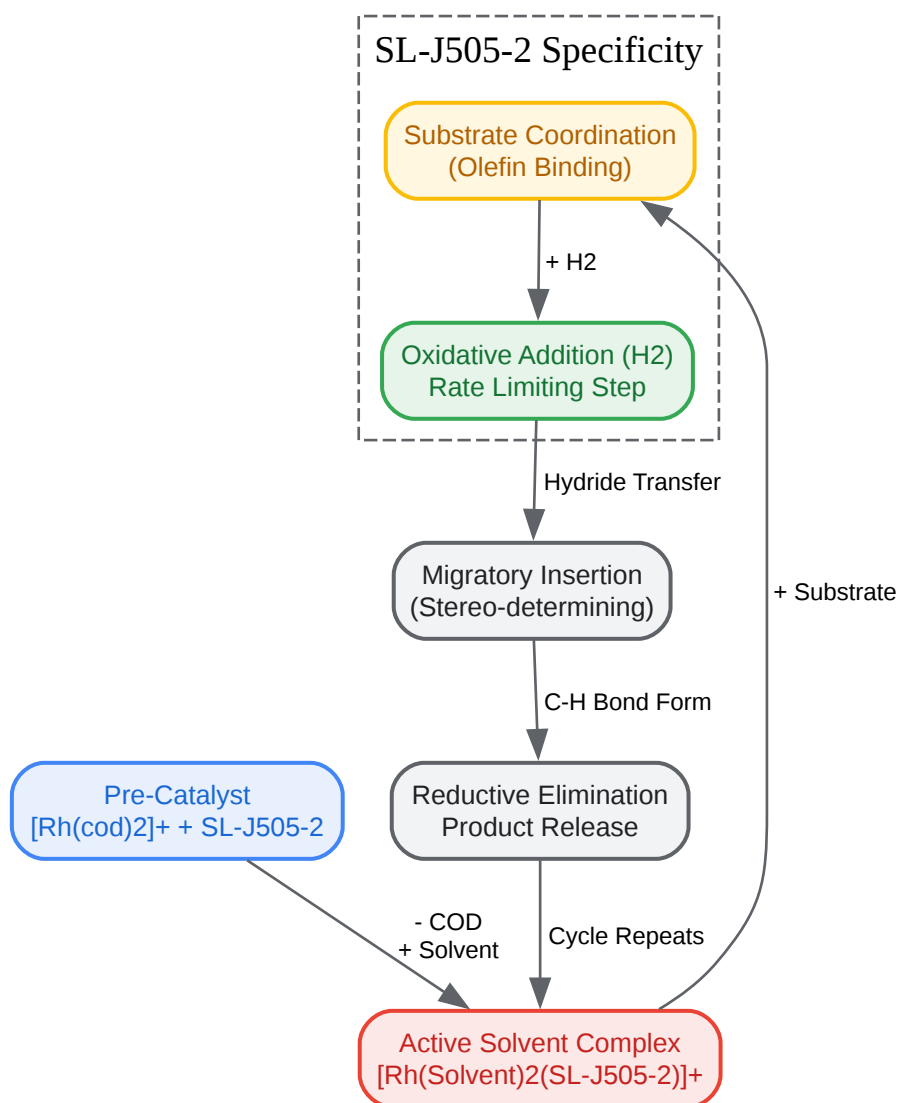 SL-J505-2 Specificity
Substrate Coordination
(Olefin Binding)
+ H2
Oxidative Addition (H2)
Rate Limiting Step
Hydride Transfer
Migratory Insertion
(Stereo-determining)
+ Substrate
C-H Bond Form
Pre-Catalyst
[Rh(cod)2]+ + SL-J505-2
Reductive Elimination
Product Release
- COD
+ Solvent
Cycle Repeats
Active Solvent Complex
[Rh(Solvent)2(SL-J505-2)]+